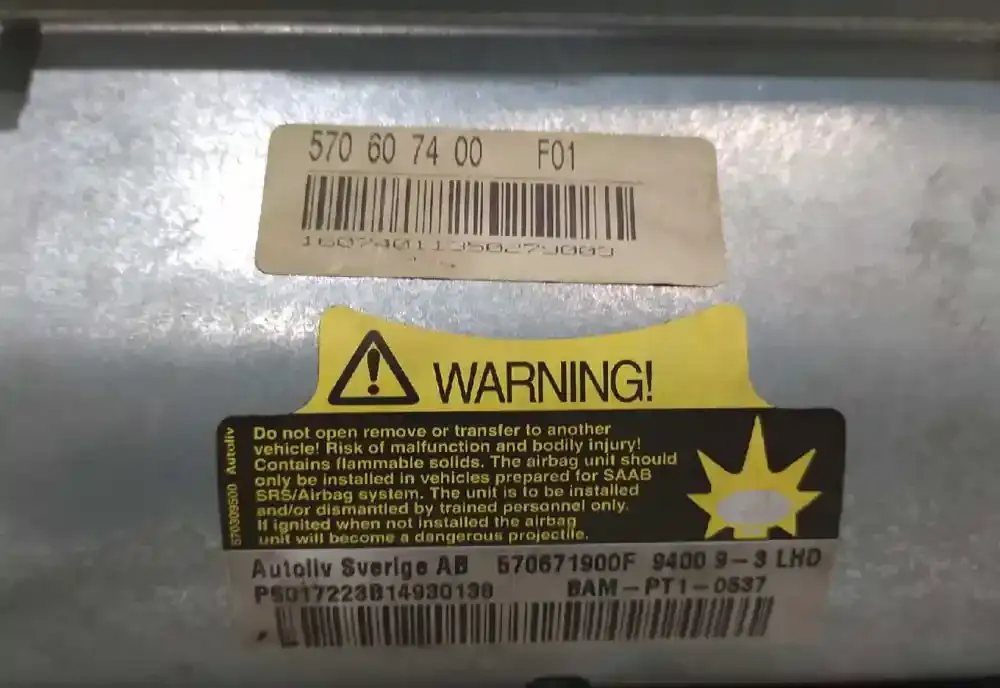 570 60 74 00 F01
16074011350279003
WARNING!
570309500 Autoliv
Do not open remove or transfer to another
vehicle! Risk of malfunction and bodily injury!
Contains flammable solids. The airbag unit should
only be installed in vehicles prepared for SAAB
SRS/Airbag system. The unit is to be installed
and/or dismantled by trained personnel only.
If ignited when not installed the airbag
unit will become a dangerous projectile.
Autoliv Sverige AB 570671900F 9400 9-3 LHD
P5017223B14930138 BAM-PT1-0537